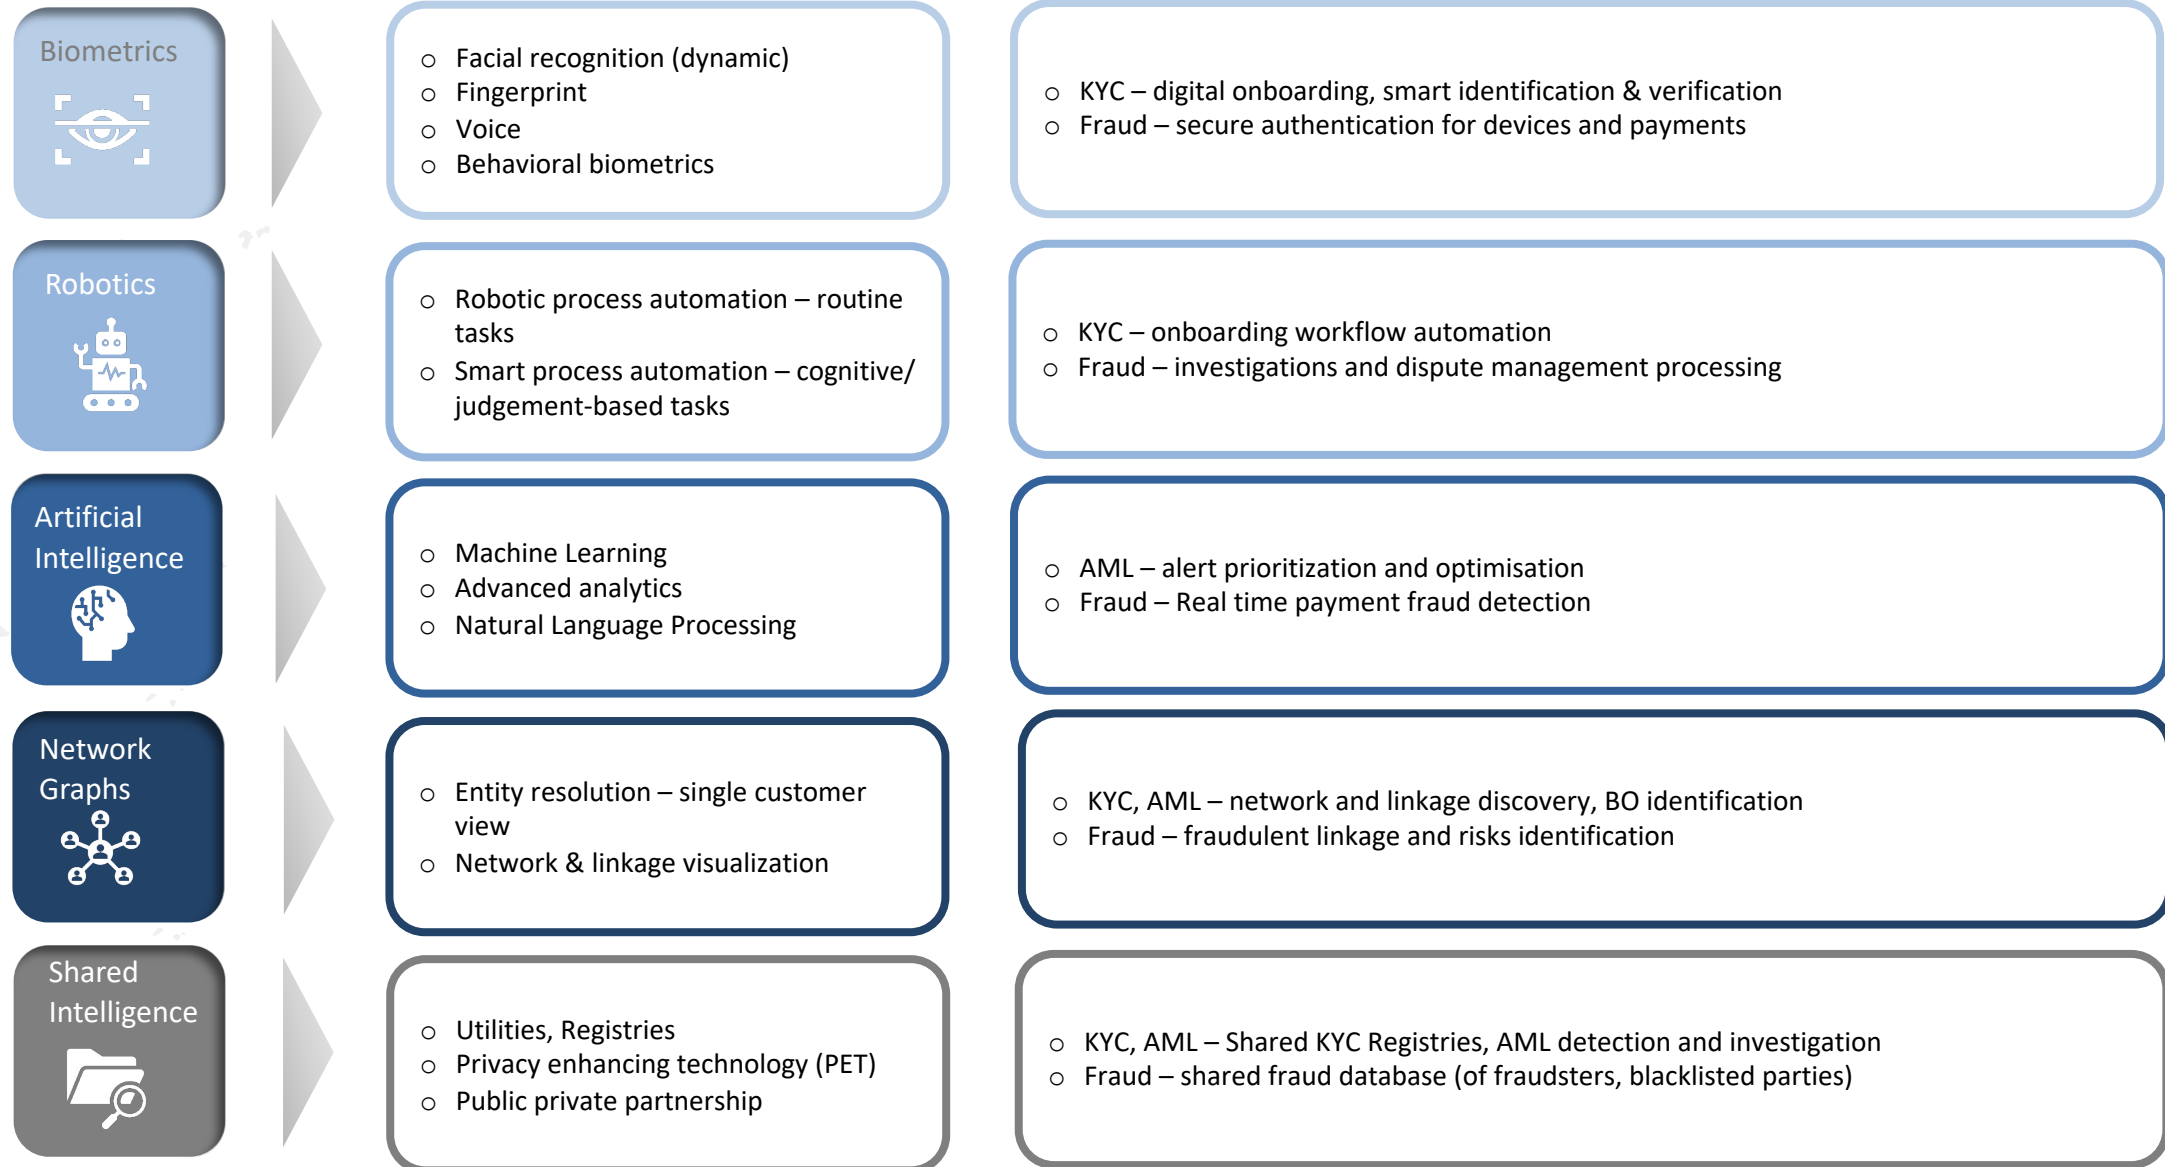 Biometrics
o Facial recognition (dynamic)
o Fingerprint
o Voice
o Behavioral biometrics
o KYC – digital onboarding, smart identification & verification
o Fraud – secure authentication for devices and payments
Robotics
o Robotic process automation – routine
tasks
o Smart process automation – cognitive/
judgement-based tasks
o KYC – onboarding workflow automation
o Fraud – investigations and dispute management processing
Artificial
Intelligence
o Machine Learning
o Advanced analytics
o Natural Language Processing
o AML – alert prioritization and optimisation
o Fraud – Real time payment fraud detection
Network
Graphs
o Entity resolution – single customer
view
o Network & linkage visualization
o KYC, AML – network and linkage discovery, BO identification
o Fraud – fraudulent linkage and risks identification
Shared
Intelligence
o Utilities, Registries
o Privacy enhancing technology (PET)
o Public private partnership
o KYC, AML – Shared KYC Registries, AML detection and investigation
o Fraud – shared fraud database (of fraudsters, blacklisted parties)